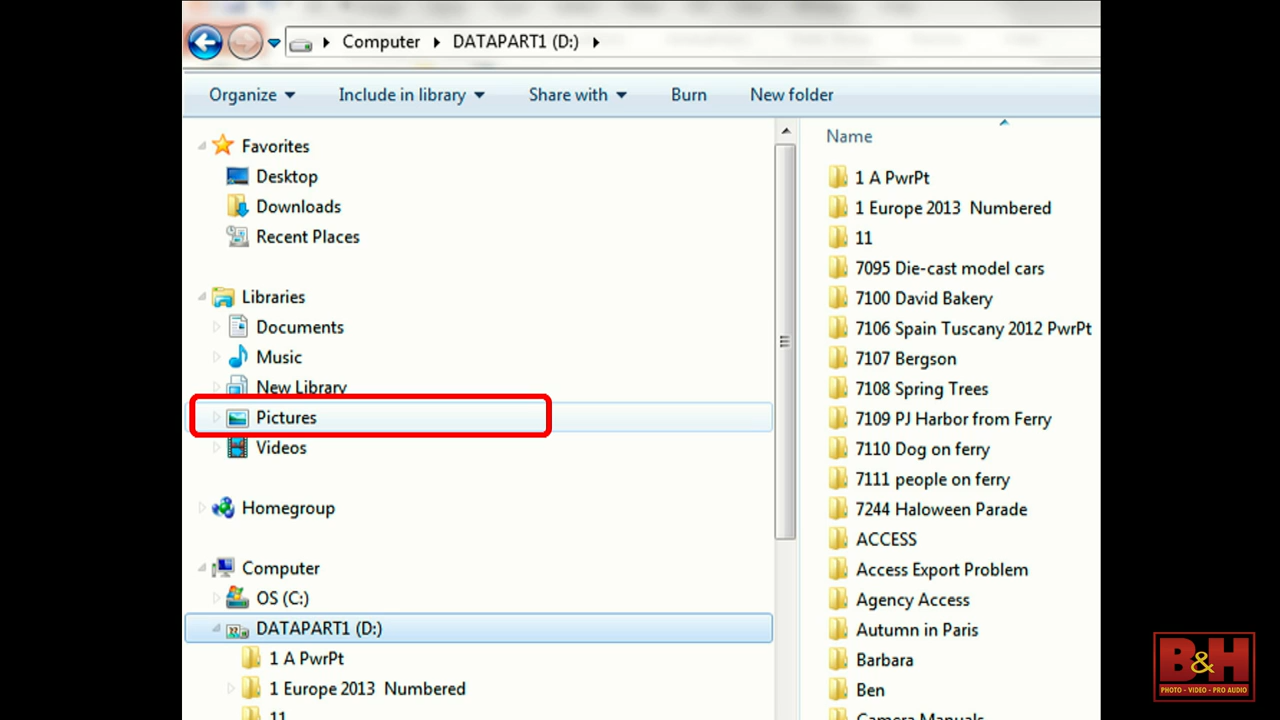 Computer DATAPART1 (D:)
Organize Include in library Share with Burn New folder
Favorites
Desktop
Downloads
Recent Places
Libraries
Documents
Music
New Library
Pictures
Videos
Homegroup
Computer
OS (C:)
DATAPART1 (D:)
1 A PwrPt
1 Europe 2013  Numbered
11
Name
1 A PwrPt
1 Europe 2013  Numbered
11
7095 Die-cast model cars
7100 David Bakery
7106 Spain Tuscany 2012 PwrPt
7107 Bergson
7108 Spring Trees
7109 PJ Harbor from Ferry
7110 Dog on ferry
7111 people on ferry
7244 Haloween Parade
ACCESS
Access Export Problem
Agency Access
Autumn in Paris
Barbara
Ben
Camera Manuals
B&H
PHOTO - VIDEO - PRO AUDIO